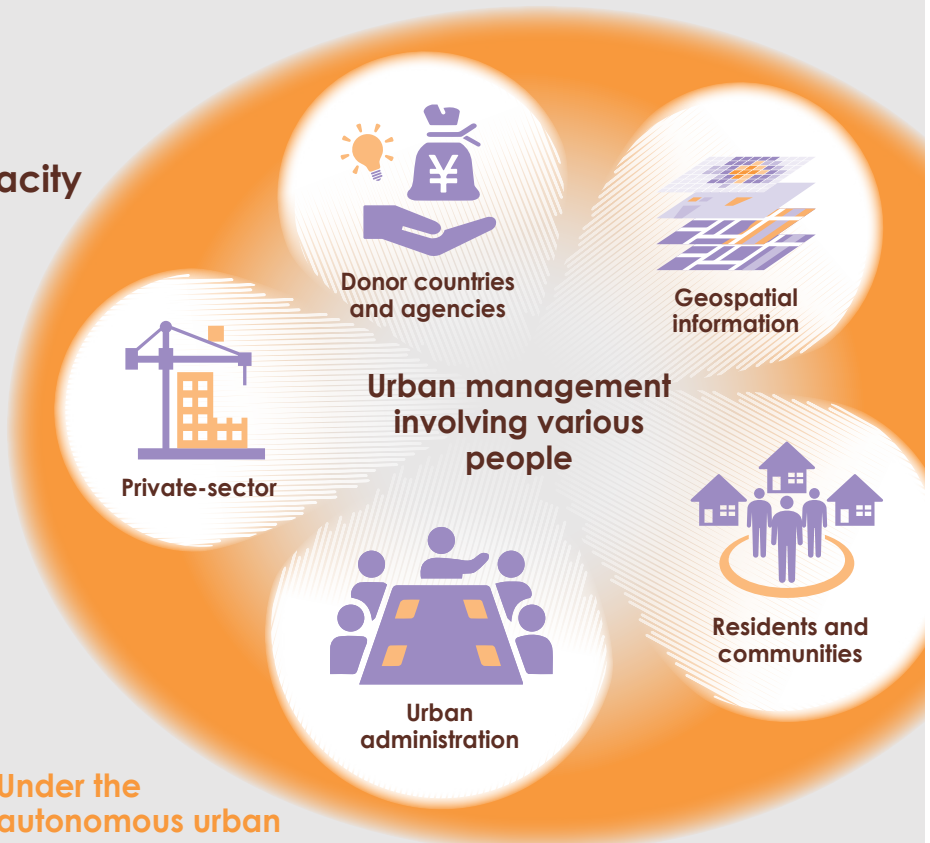 acity
Donor countries
and agencies
Geospatial
information
Urban management
involving various
people
Private-sector
Residents and
communities
Urban
administration
Under the
autonomous urban
¥